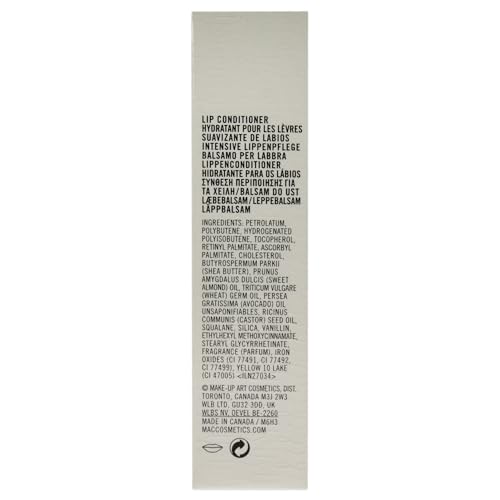 LIP CONDITIONER
HYDRATANT POUR LES LÈVRES
SUAVIZANTE DE LABIOS
INTENSIVE LIPPENPFLEGE
BALSAMO PER LABBRA
LIPPENCONDITIONER
HIDRATANTE PARA OS LÁBIOS
ΣΥΝΘΕΣΗ ΠΕΡΙΠΟΙΗΣΗΣ ΓΙΑ
ΤΑ ΧΕΙΛΗ/BALSAM DO UST
LÆBEBALSAM/LEPPEBALSAM
LÄPPBALSAM
INGREDIENTS: PETROLATUM,
POLYBUTENE, HYDROGENATED
POLYISOBUTENE, TOCOPHEROL,
RETINYL PALMITATE, ASCORBYL
PALMITATE, CHOLESTEROL,
BUTYROSPERMUM PARKII
(SHEA BUTTER), PRUNUS
AMYGDALUS DULCIS (SWEET
ALMOND) OIL, TRITICUM VULGARE
(WHEAT) GERM OIL, PERSEA
GRATISSIMA (AVOCADO) OIL
UNSAPONIFIABLES, RICINUS
COMMUNIS (CASTOR) SEED OIL,
SQUALANE, SILICA, VANILLIN,
ETHYLHEXYL METHOXYCINNAMATE,
STEARYL GLYCYRRHETINATE,
FRAGRANCE (PARFUM), IRON
OXIDES (CI 77491, CI 77492,
CI 77499), YELLOW 10 LAKE
(CI 47005) <ILN27034>
© MAKE-UP ART COSMETICS, DIST.
TORONTO, CANADA M3J 2W3
WLB LTD, GU32 3DD, UK
WLBS NV, DEVEL BE-2260
MADE IN CANADA / M6H3
MACCOSMETICS.COM